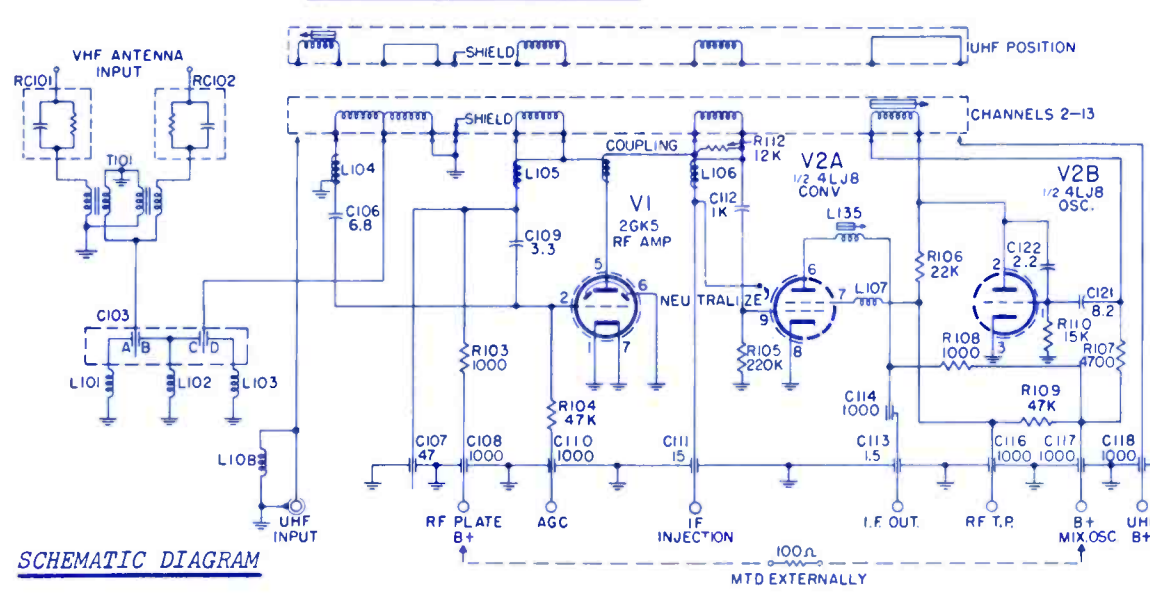 VHF ANTENNA
INPUT
RC101
RC102
T101
SHIELD
UHF POSITION
SHIELD
CHANNELS 2-13
COUPLING
R112
12K
L104
L105
L106
C106
6.8
C109
3.3
V1
2GK5
RF AMP
C112
1K
V2A
1/2 4LJ8
CONV
L135
V2B
1/2 4LJ8
OSC.
R106
22K
C122
2.2
C121
8.2
NEUTRALIZE
L107
5
2
6
1
7
6
7
9
8
2
1
3
C103
A B
C D
L101
L102
L103
R103
1000
R104
47K
R105
220K
R108
1000
R110
15K
R107
4700
R109
47K
C114
1000
L108
C107
47
C108
1000
C110
1000
C111
15
C113
1.5
C116
1000
C117
1000
C118
1000
UHF
INPUT
RF PLATE
B+
AGC
IF
INJECTION
I.F. OUT.
RF T.P.
B+
MIX.OSC
UHF
B+
100Ω
MTD EXTERNALLY
SCHEMATIC DIAGRAM